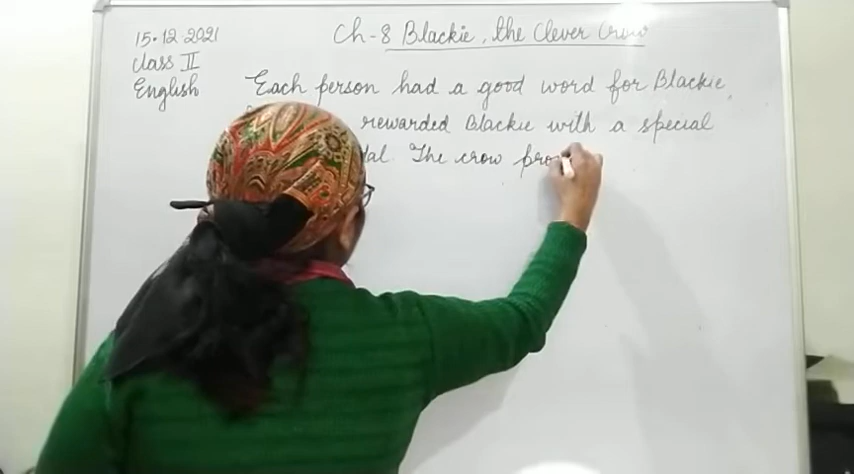 15.12.2021
Class II
English
Ch-8 Blackie, the Clever Crow
Each person had a good word for Blackie,
rewarded Blackie with a special
The crow pro